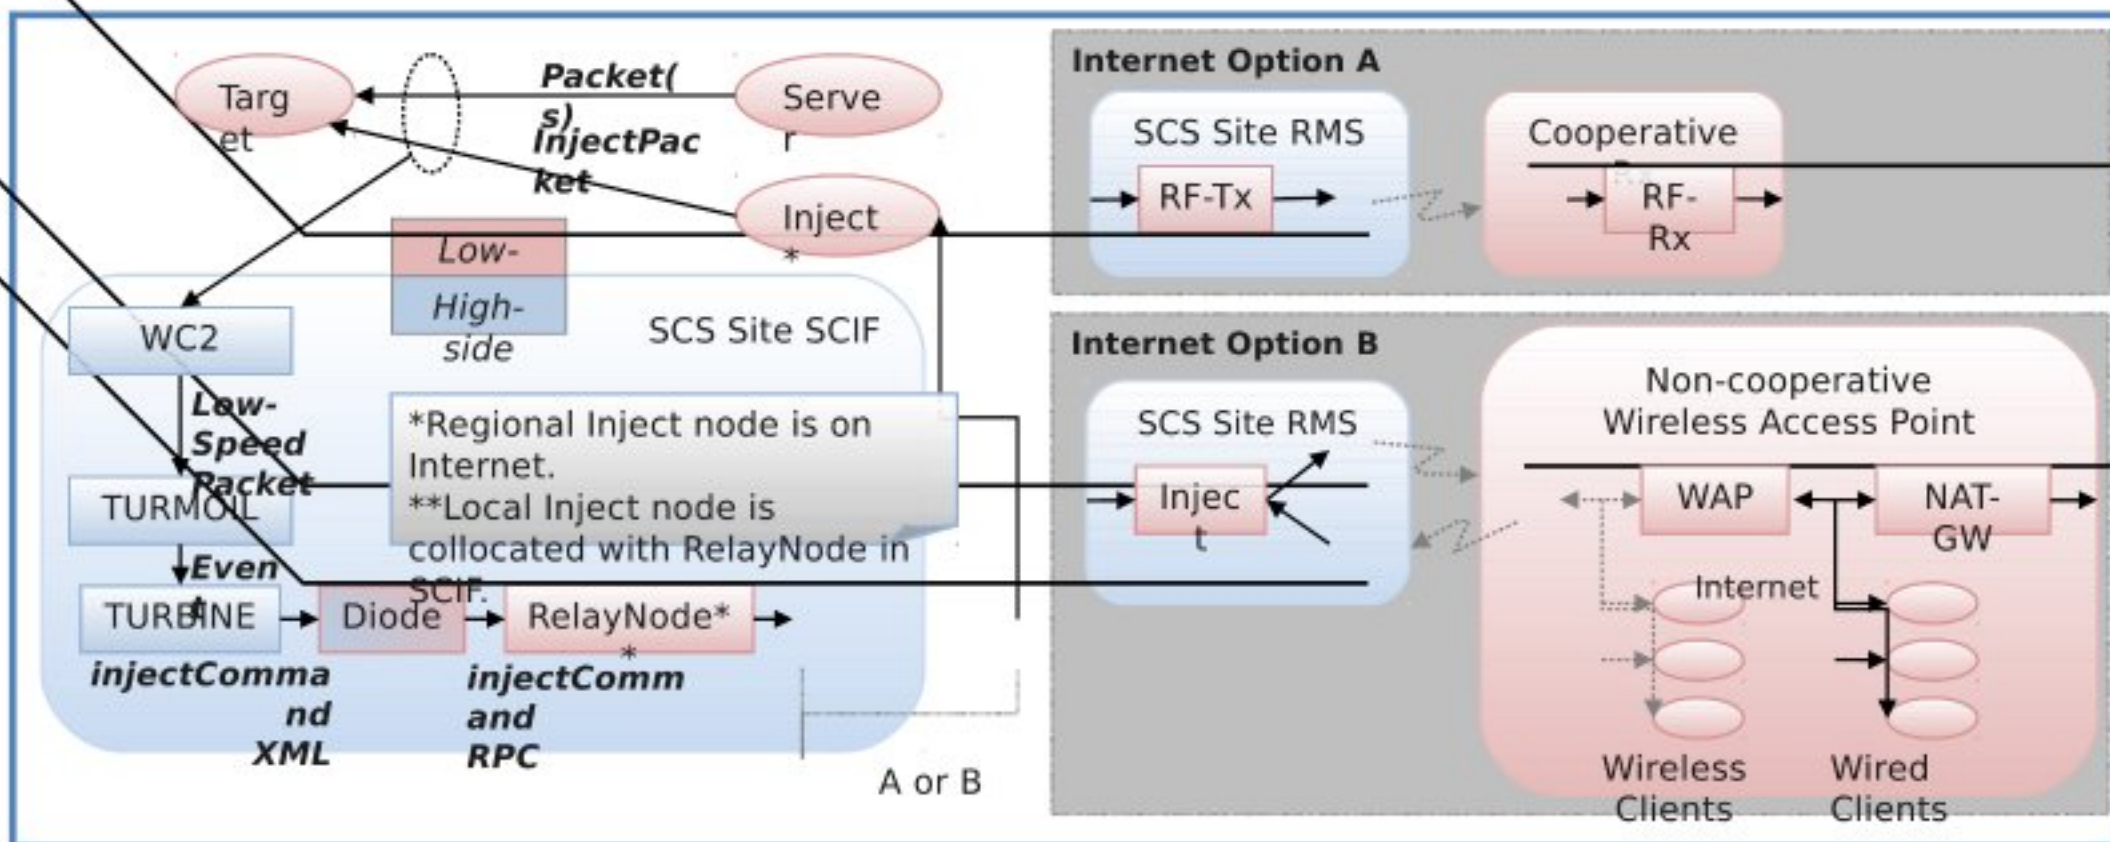 Internet Option A
Targ
et
Packet(
s)
InjectPac
ket
Serve
r
Inject
*
SCS Site RMS
RF-Tx
Cooperative
Rx
RF-
Rx
Low-
High-
side
SCS Site SCIF
WC2
Low-
Speed
Packet
TURMOIL
Even
t
TURBINE
Diode
RelayNode*
*
injectComma
nd
XML
injectComm
and
RPC
*Regional Inject node is on
Internet.
**Local Inject node is
collocated with RelayNode in
SCIF.
A or B
Internet Option B
SCS Site RMS
Injec
t
Non-cooperative
Wireless Access Point
WAP
NAT-
GW
Internet
Wireless
Clients
Wired
Clients